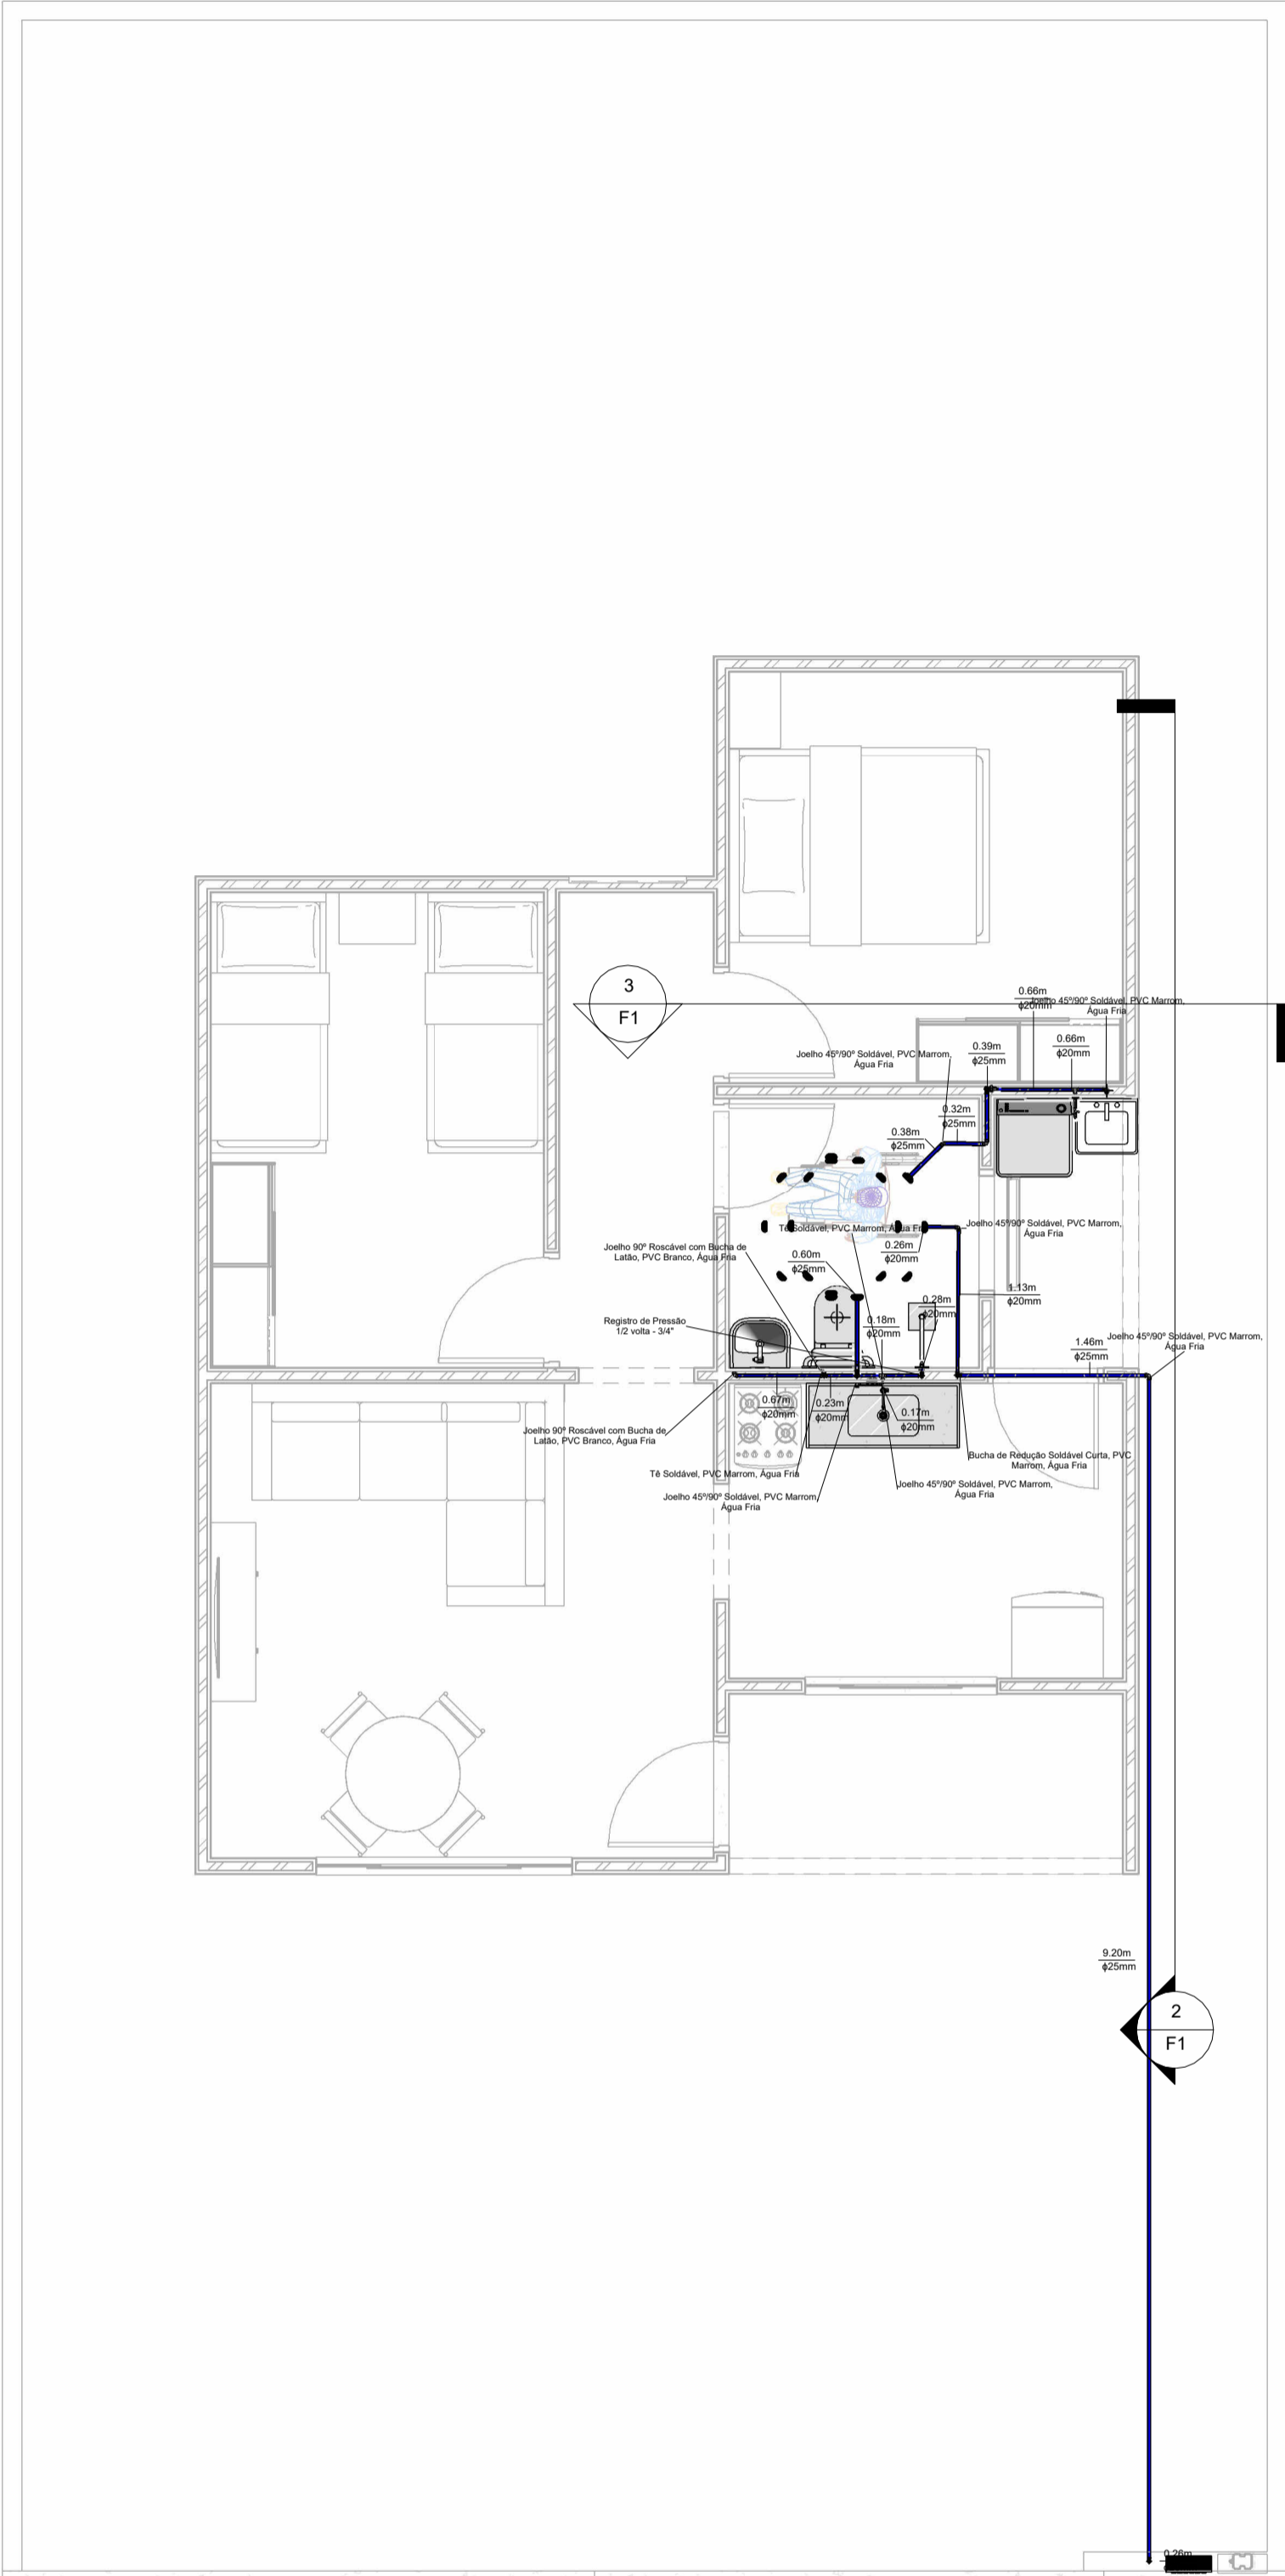 3
F1
0.66m
ϕ20mm
Joelho 45º/90º Soldável, PVC Marrom,
Água Fria
0.39m
ϕ25mm
0.66m
ϕ20mm
Joelho 45º/90º Soldável, PVC Marrom,
Água Fria
0.32m
ϕ25mm
0.38m
ϕ25mm
Tê Soldável, PVC Marrom, Água Fria
Joelho 45º/90º Soldável, PVC Marrom,
Água Fria
0.26m
ϕ20mm
Joelho 90º Roscável com Bucha de
Latão, PVC Branco, Água Fria
0.60m
ϕ25mm
1.13m
ϕ20mm
0.28m
ϕ20mm
Registro de Pressão
1/2 volta - 3/4"
0.18m
ϕ20mm
1.46m
ϕ25mm
Joelho 45º/90º Soldável, PVC Marrom,
Água Fria
0.67m
ϕ20mm
0.23m
ϕ20mm
0.17m
ϕ20mm
Joelho 90º Roscável com Bucha de
Latão, PVC Branco, Água Fria
Bucha de Redução Soldável Curta, PVC
Marrom, Água Fria
Tê Soldável, PVC Marrom, Água Fria
Joelho 45º/90º Soldável, PVC Marrom,
Água Fria
Joelho 45º/90º Soldável, PVC Marrom,
Água Fria
9.20m
ϕ25mm
2
F1
0.26m